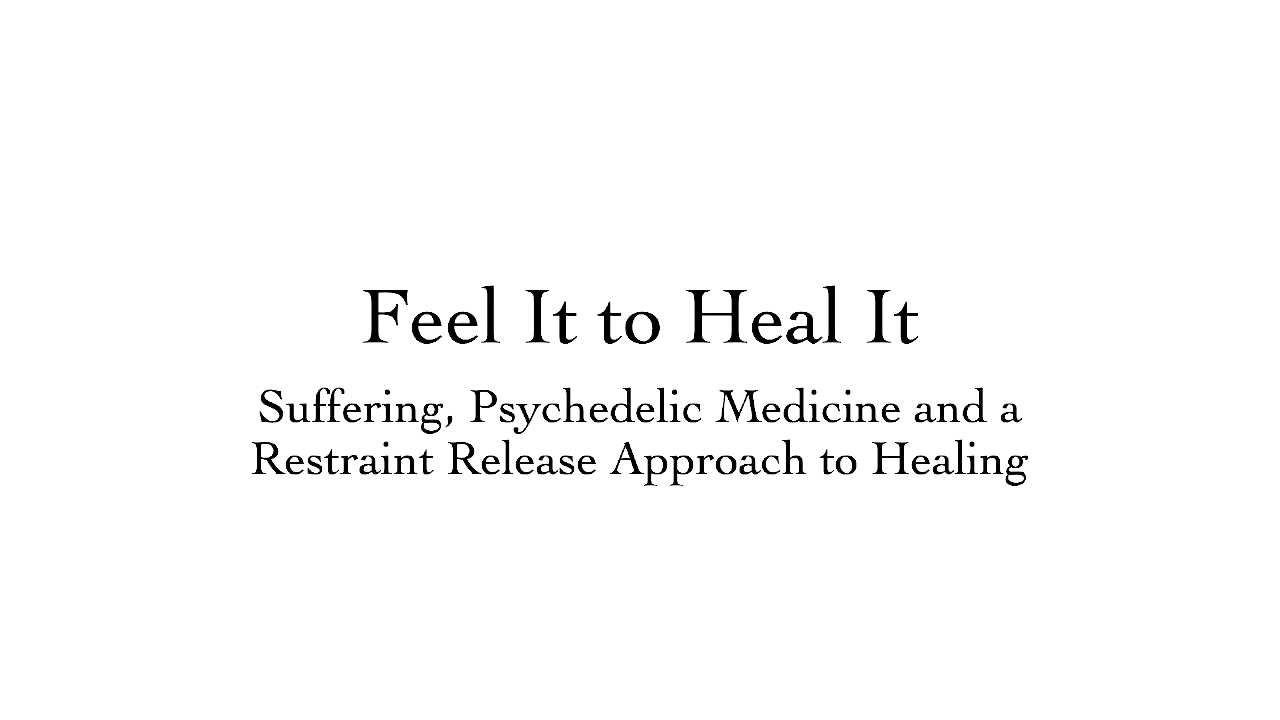 Feel It to Heal It
Suffering, Psychedelic Medicine and a
Restraint Release Approach to Healing